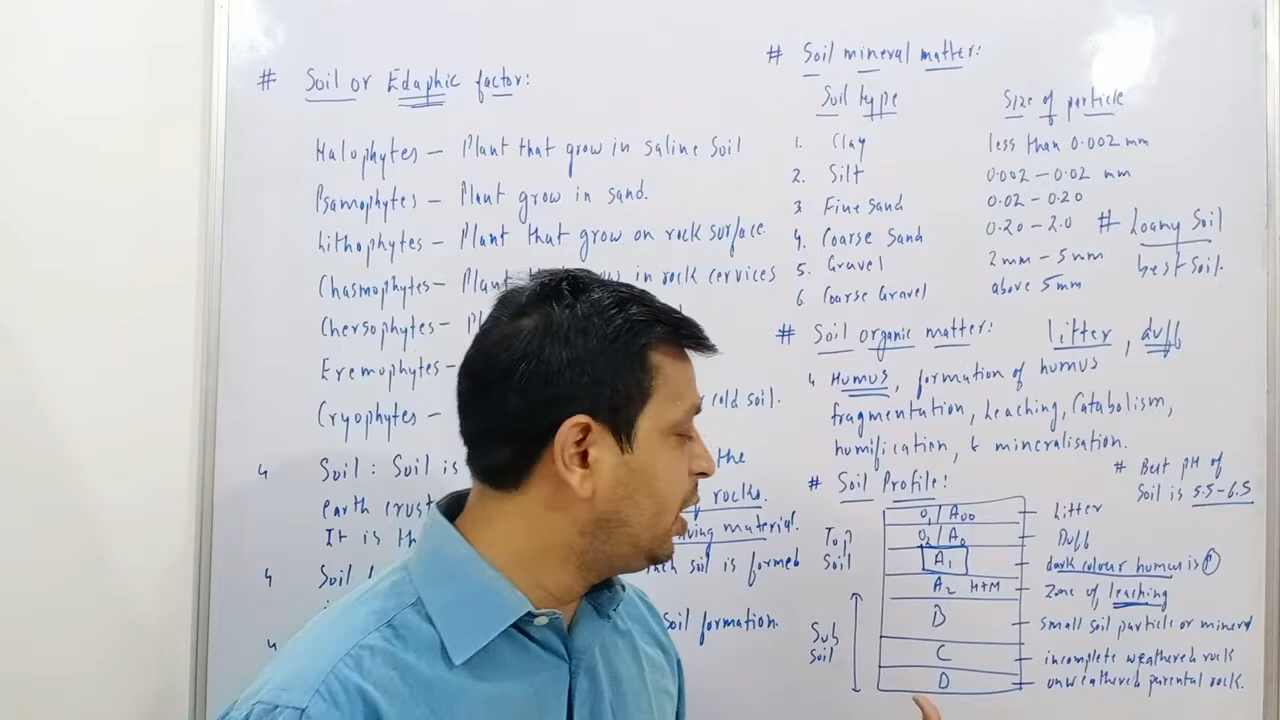 # Soil or Edaphic factor:
Halophytes – Plant that grow in saline soil
Psamophytes – Plant grow in sand.
Lithophytes – Plant that grow on rock surface.
Chasmophytes – Plant that grow in rock cervices
Chersophytes –
Eremophytes –
Cryophytes – cold soil.
Soil : Soil is the
earth crust rocks.
It is th living material.
Soil soil is formed
soil formation.
# Soil mineral matter:
Soil type Size of particle
1. Clay less than 0.002 mm
2. Silt 0.002 – 0.02 mm
3 Fine sand 0.02 – 0.20
4. Coarse Sand 0.20 – 2.0
5. Gravel 2mm – 5mm
6. Coarse Gravel above 5mm
# Loamy Soil
best soil.
# Soil organic matter: litter, duff
Humus, formation of humus
fragmentation, Leaching, Catabolism,
humification, & mineralisation.
# Soil Profile:
# Best pH of
Soil is 5.5–6.5
Top
Soil
O1/A00 – Litter
O2/A0 – Duff
A1 – dark colour humus is ↑
A2 H+M – Zone of leaching
Sub
Soil
B – small soil particle or mineral
C – incomplete weathered rock
D – unweathered parental rock.